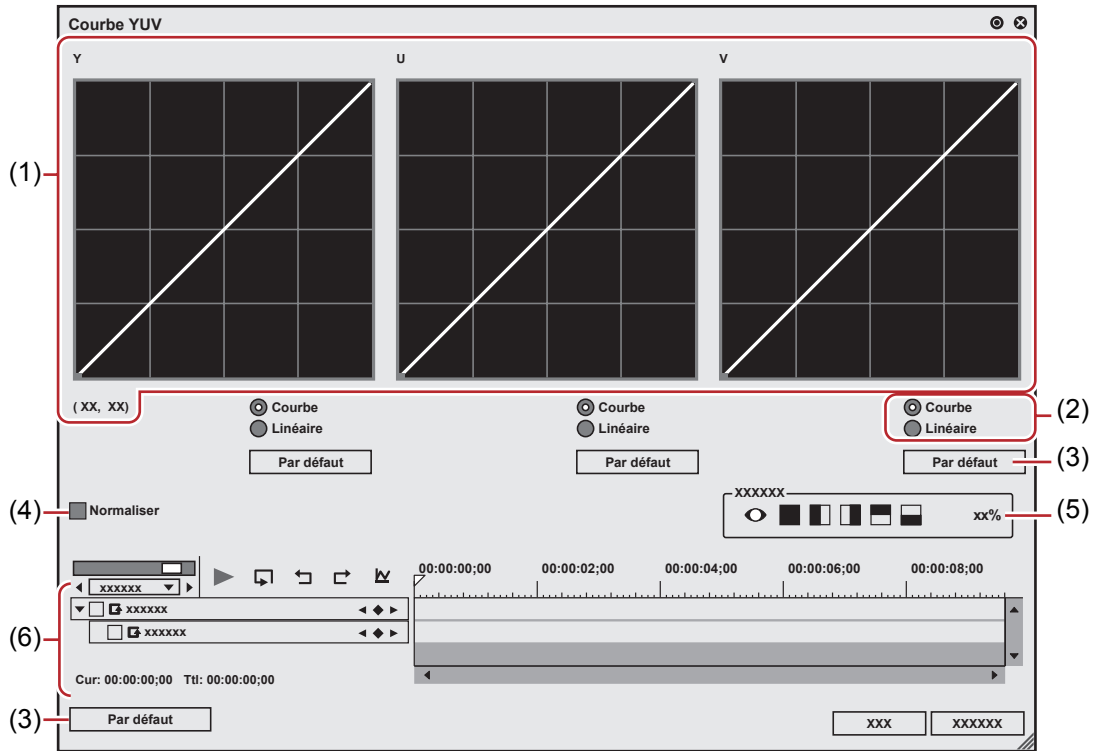 Courbe YUV
Y U V
(1)
( XX, XX)
Courbe Courbe Courbe
(2)
Linéaire Linéaire Linéaire
Par défaut Par défaut Par défaut (3)
(4) Normaliser
xxxxxx
xx% (5)
00:00:00;00 00:00:02;00 00:00:04;00 00:00:06;00 00:00:08;00
xxxxxx
xxxxxx
(6) xxxxxx
Cur: 00:00:00;00 Ttl: 00:00:00;00
(3) Par défaut xxx xxxxxx